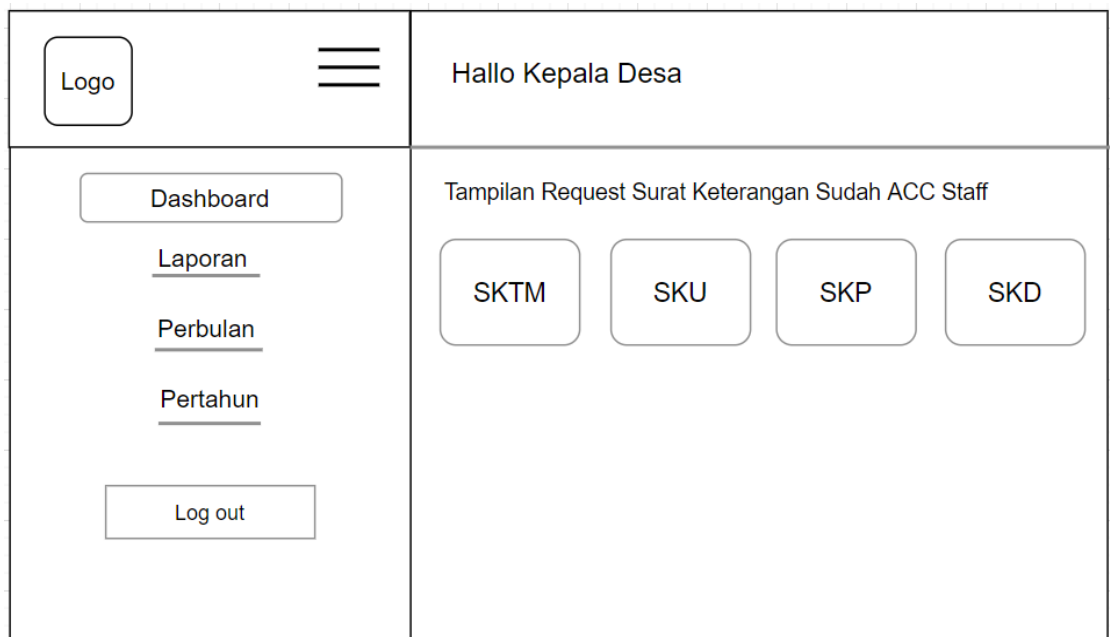 Logo
Hallo Kepala Desa
Dashboard
Laporan
Perbulan
Pertahun
Log out
Tampilan Request Surat Keterangan Sudah ACC Staff
SKTM
SKU
SKP
SKD